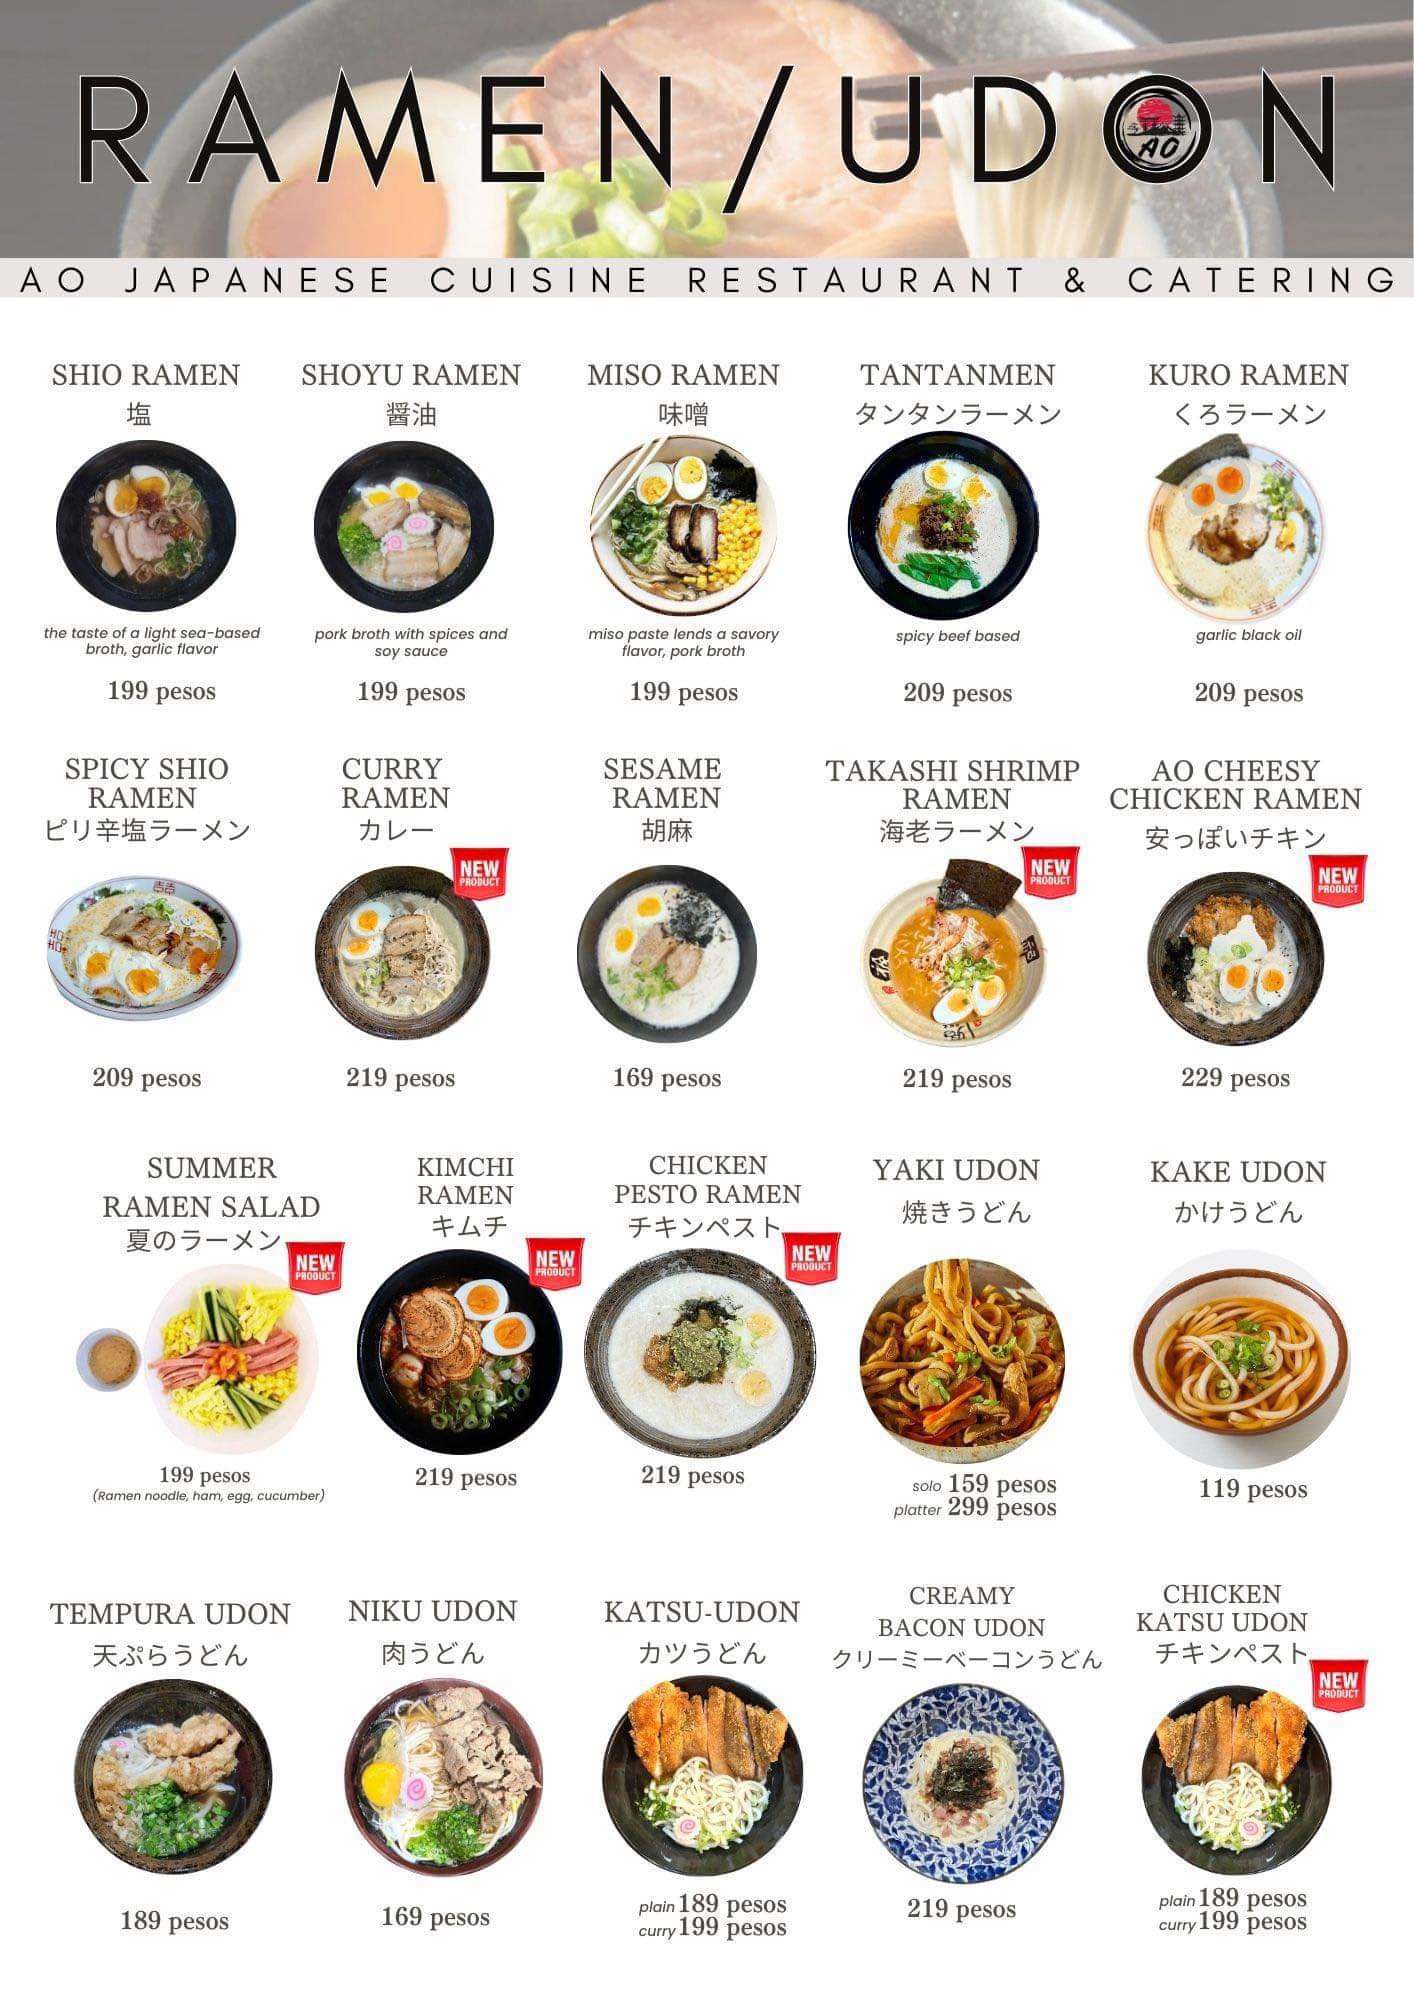 RAMEN/UDON
AO
AO JAPANESE CUISINE RESTAURANT & CATERING
SHIO RAMEN
塩
the taste of a light sea-based
broth, garlic flavor
199 pesos
SHOYU RAMEN
醤油
pork broth with spices and
soy sauce
199 pesos
MISO RAMEN
味噌
miso paste lends a savory
flavor, pork broth
199 pesos
TANTANMEN
タンタンラーメン
spicy beef based
209 pesos
KURO RAMEN
くろラーメン
garlic black oil
209 pesos
SPICY SHIO
RAMEN
ピリ辛塩ラーメン
209 pesos
CURRY
RAMEN
カレー
NEW
PRODUCT
219 pesos
SESAME
RAMEN
胡麻
169 pesos
TAKASHI SHRIMP
RAMEN
海老ラーメン
NEW
PRODUCT
219 pesos
AO CHEESY
CHICKEN RAMEN
安っぽいチキン
NEW
PRODUCT
229 pesos
SUMMER
RAMEN SALAD
夏のラーメン
NEW
PRODUCT
199 pesos
(Ramen noodle, ham, egg, cucumber)
KIMCHI
RAMEN
キムチ
NEW
PRODUCT
219 pesos
CHICKEN
PESTO RAMEN
チキンペスト
NEW
PRODUCT
219 pesos
YAKI UDON
焼きうどん
solo 159 pesos
platter 299 pesos
KAKE UDON
かけうどん
119 pesos
TEMPURA UDON
天ぷらうどん
189 pesos
NIKU UDON
肉うどん
169 pesos
KATSU-UDON
カツうどん
plain 189 pesos
curry 199 pesos
CREAMY
BACON UDON
クリーミーベーコンうどん
219 pesos
CHICKEN
KATSU UDON
チキンペスト
NEW
PRODUCT
plain 189 pesos
curry 199 pesos